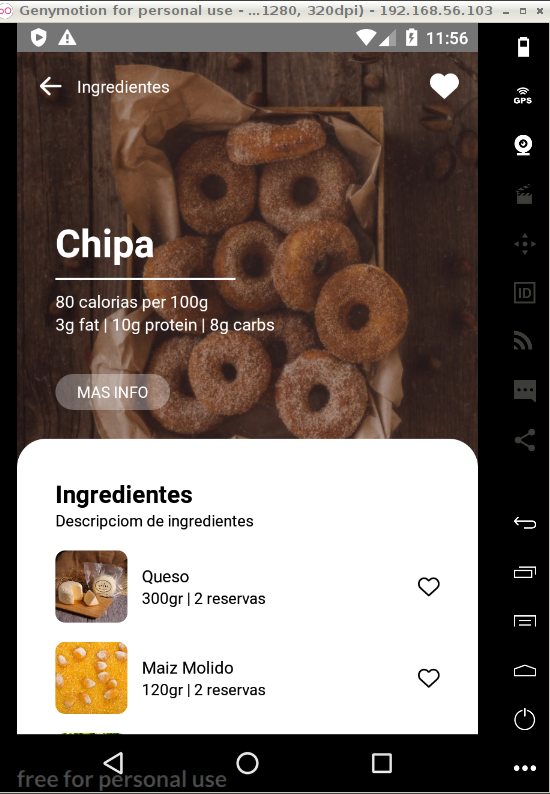 Genymotion for personal use - ...1280, 320dpi) - 192.168.56.103
11:56
GPS
Ingredientes
Chipa
80 calorias per 100g
3g fat | 10g protein | 8g carbs
ID
MAS INFO
Ingredientes
Descripciom de ingredientes
Queso
300gr | 2 reservas
Maiz Molido
120gr | 2 reservas
free for personal use